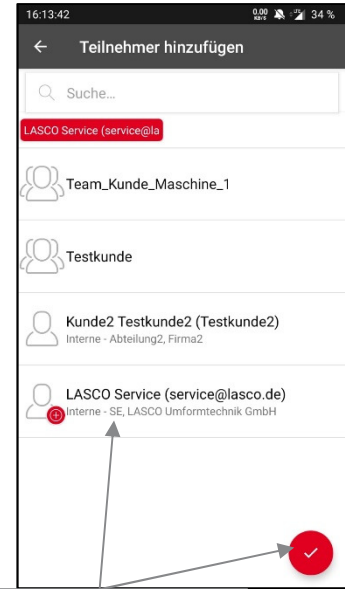 16:13:42 0.00 KB/S LTE 34 %
Teilnehmer hinzufügen
Suche...
LASCO Service (service@la
Team_Kunde_Maschine_1
Testkunde
Kunde2 Testkunde2 (Testkunde2)
Interne - Abteilung2, Firma2
LASCO Service (service@lasco.de)
Interne - SE, LASCO Umformtechnik GmbH